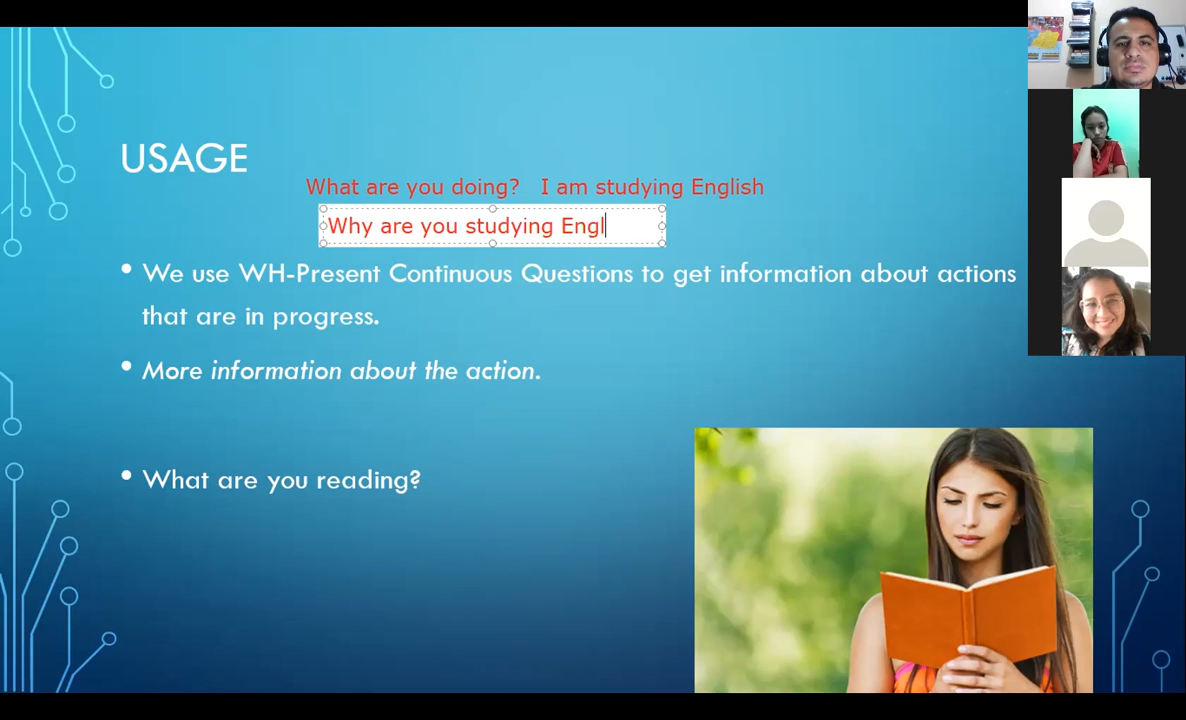 USAGE
What are you doing? I am studying English
Why are you studying Engl
• We use WH-Present Continuous Questions to get information about actions
that are in progress.
• More information about the action.
• What are you reading?